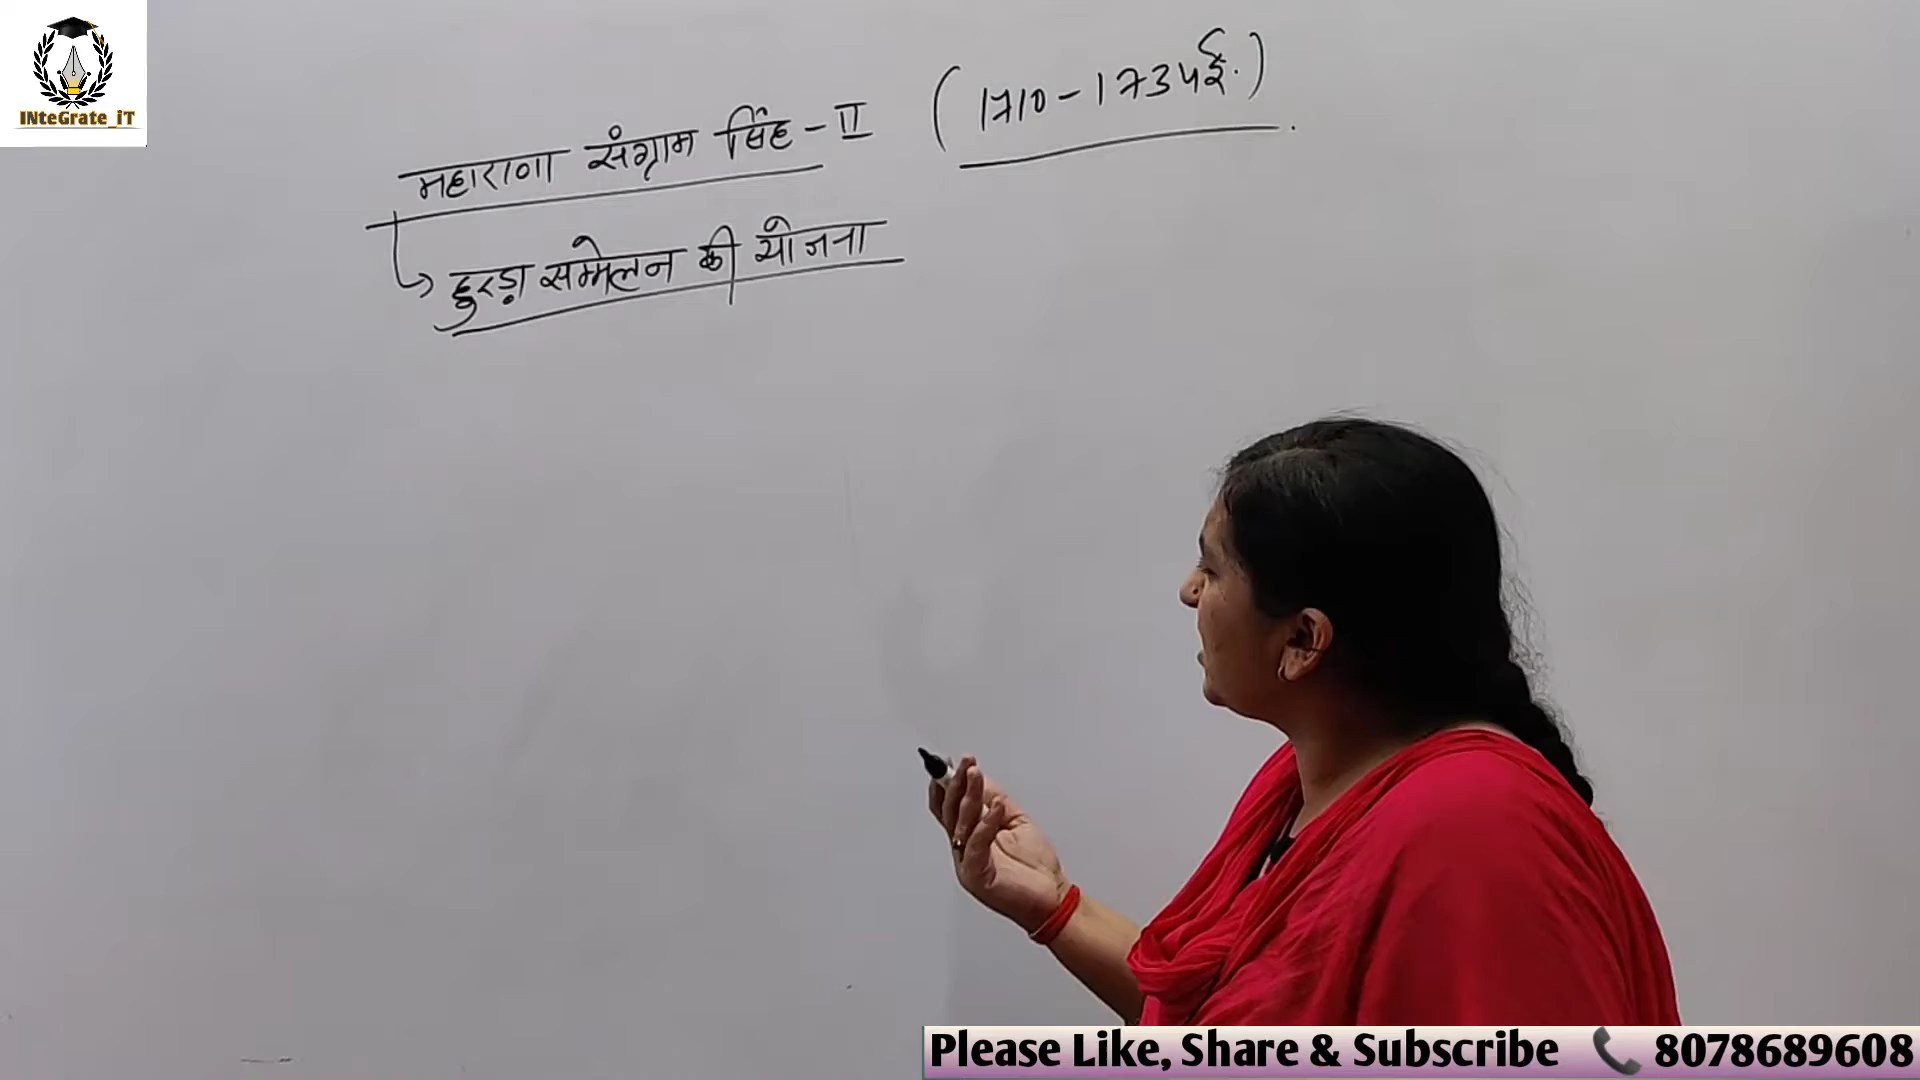 INteGrate_iT
महाराणा संग्राम सिंह - II (1710 - 1734ई.)
हुरड़ा सम्मेलन की योजना
Please Like, Share & Subscribe 8078689608